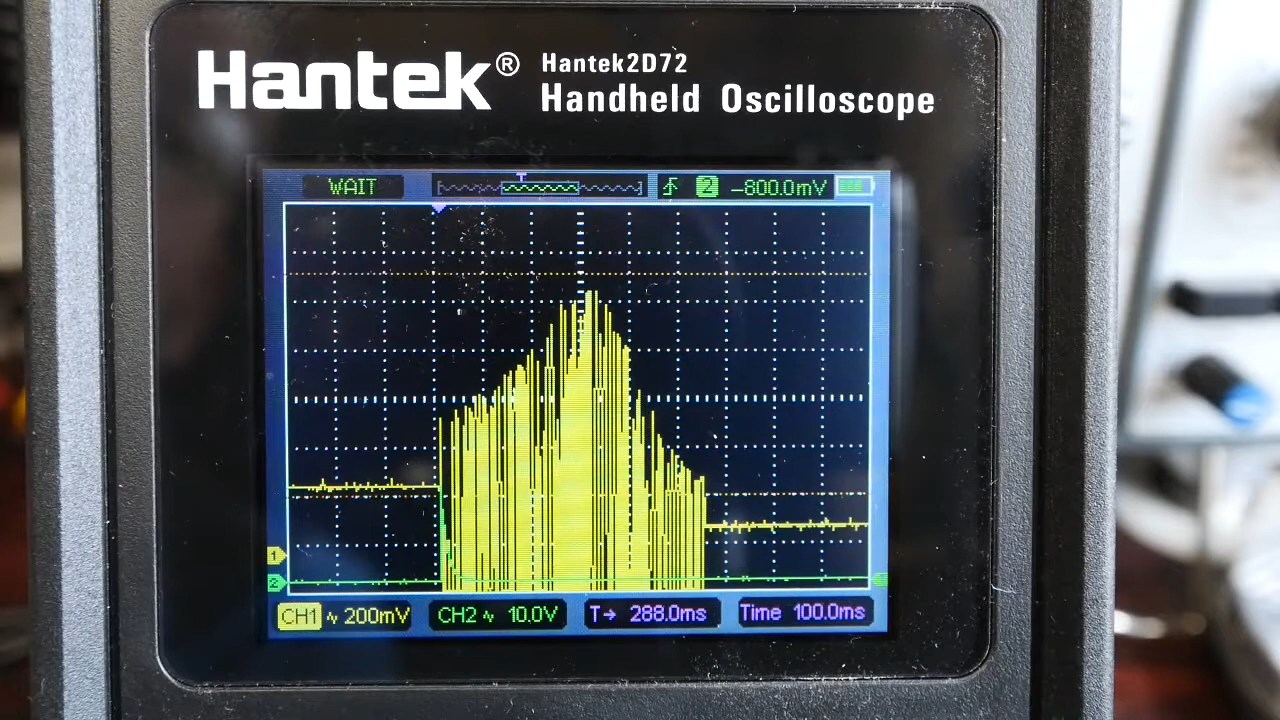 Hantek®
Hantek2D72
Handheld Oscilloscope
WAIT
T
2 -800.0mV
1
2
CH1 200mV
CH2 10.0V
T→ 288.0ms
Time 100.0ms